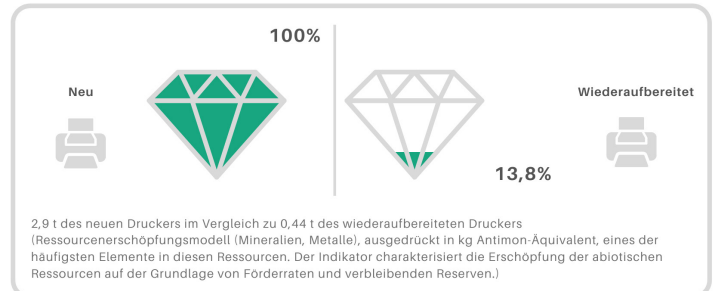 100%
Neu
Wiederaufbereitet
13,8%
2,9 t des neuen Druckers im Vergleich zu 0,44 t des wiederaufbereiteten Druckers
(Ressourcenerschöpfungsmodell (Mineralien, Metalle), ausgedrückt in kg Antimon-Äquivalent, eines der
häufigsten Elemente in diesen Ressourcen. Der Indikator charakterisiert die Erschöpfung der abiotischen
Ressourcen auf der Grundlage von Förderraten und verbleibenden Reserven.)